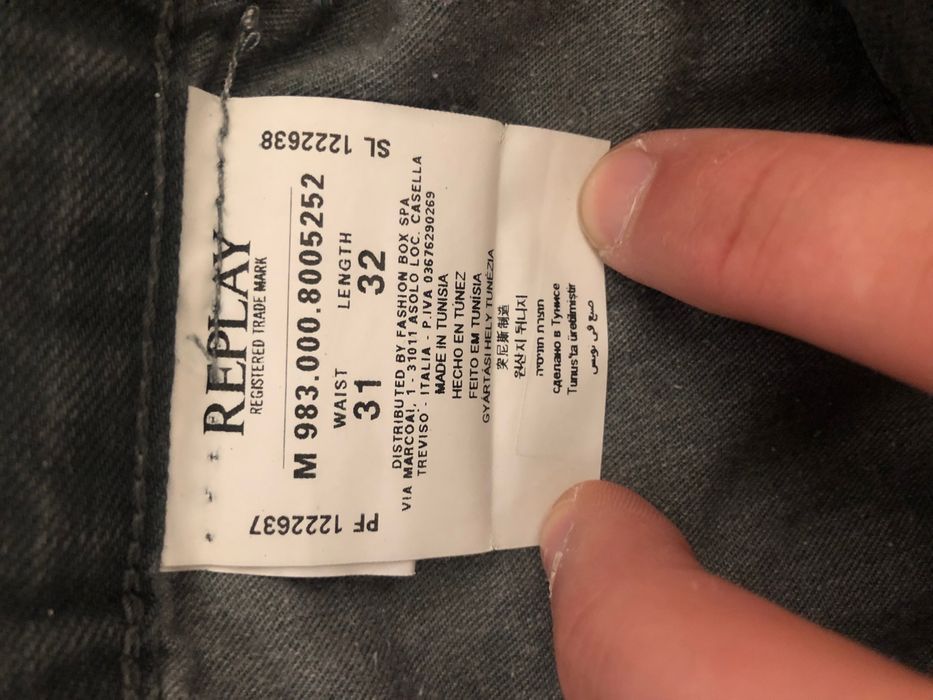 REPLAY
REGISTERED TRADE MARK
M 983.000.8005252
WAIST LENGTH
31 32
PF 1222637
SL 1222638
DISTRIBUTED BY FASHION BOX SPA
VIA MARCOAI, 1 - 31011 ASOLO LOC. CASELLA
TREVISO - ITALIA - P.IVA 03676290269
MADE IN TUNISIA
HECHO EN TÚNEZ
FEITO EM TUNÍSIA
GYÁRTÁSI HELY TUNÉZIA
突尼斯制造
원산지 튀니지
תוצרת תוניסיה
сделано в Тунисе
Tunus'ta üretilmiştir
صنع في تونس